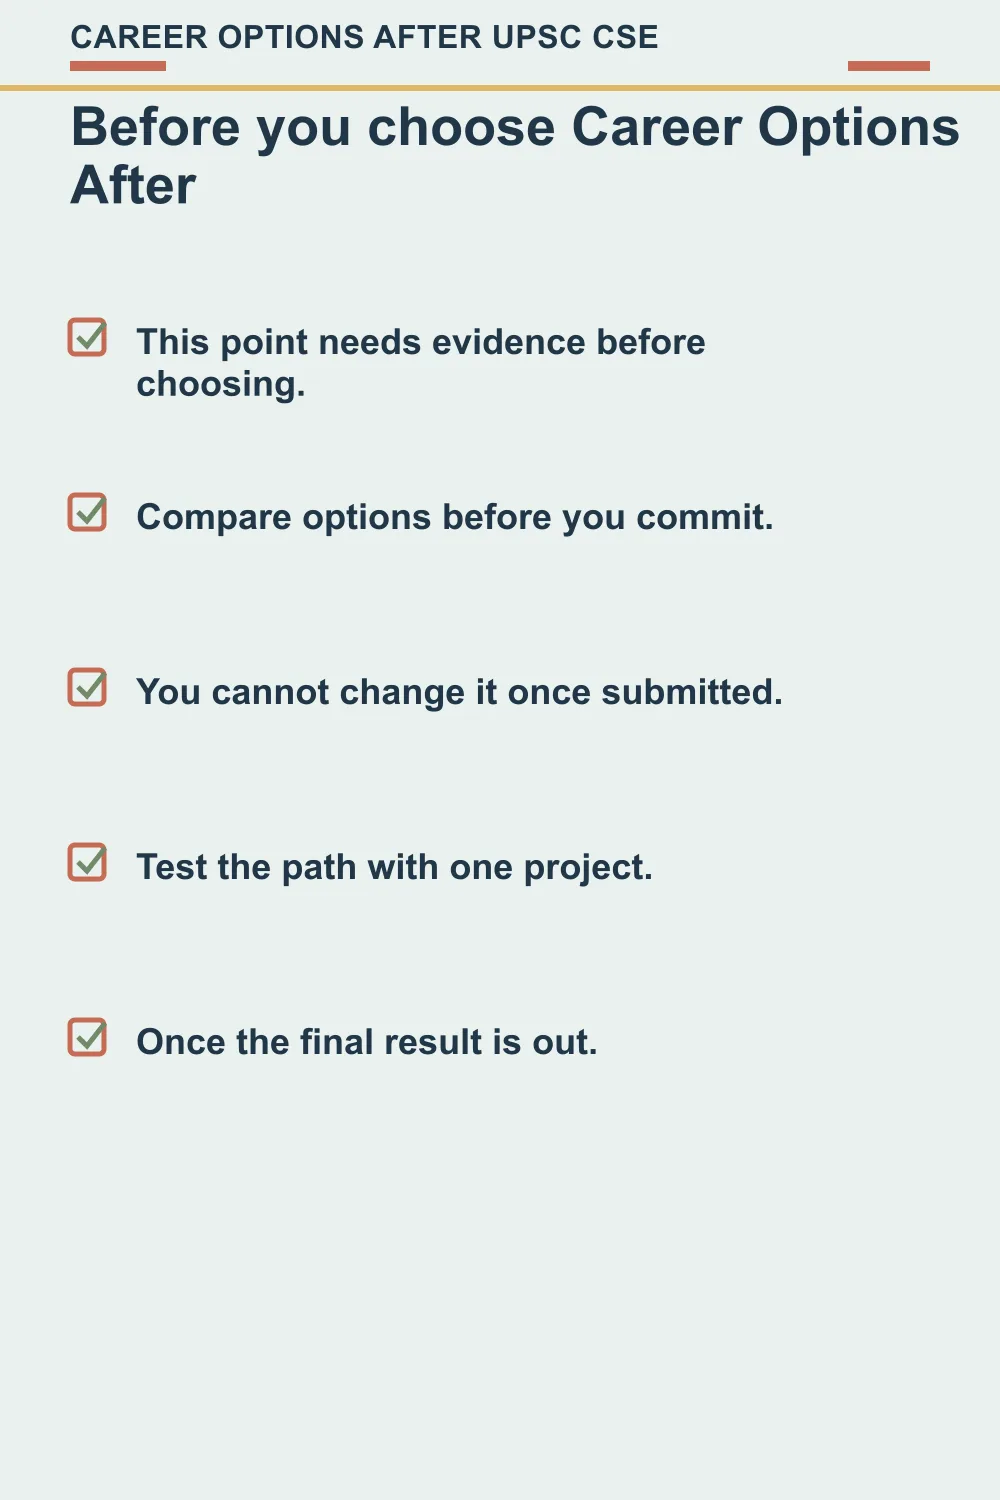 CAREER OPTIONS AFTER UPSC CSE
Before you choose Career Options
After
This point needs evidence before
choosing.
Compare options before you commit.
You cannot change it once submitted.
Test the path with one project.
Once the final result is out.